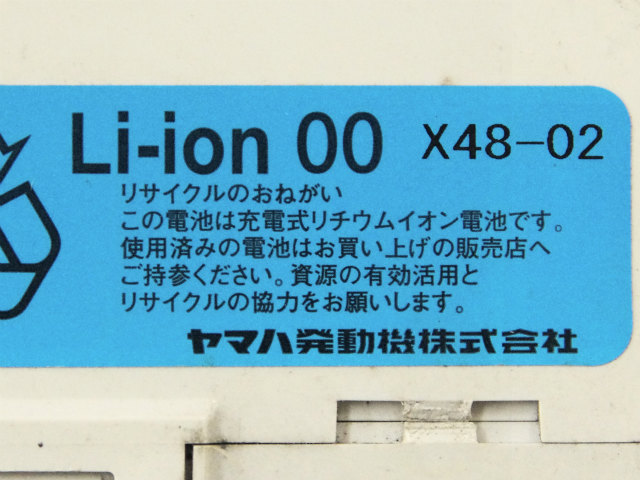 Li-ion 00 X48-02
リサイクルのおねがい
この電池は充電式リチウムイオン電池です。
使用済みの電池はお買い上げの販売店へ
ご持参ください。資源の有効活用と
リサイクルの協力をお願いします。
ヤマハ発動機株式会社